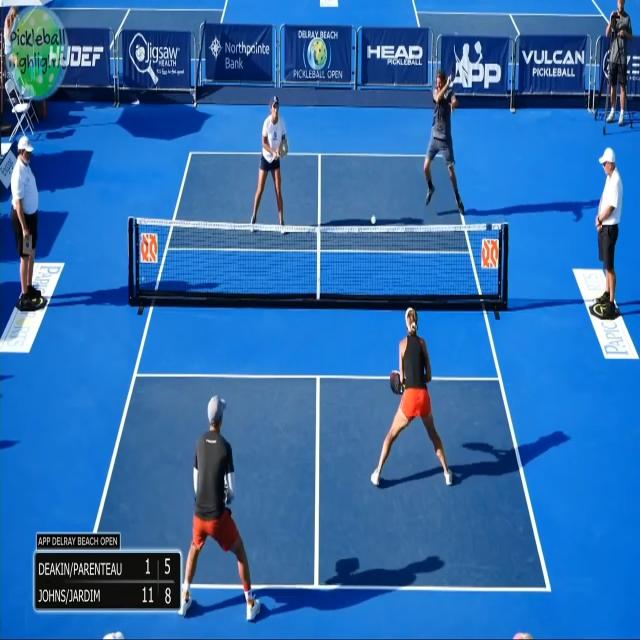 Pickleball
Highlights
HUDEF
Jigsaw
HEALTH
Northpointe
Bank
DELRAY BEACH
PICKLEBALL OPEN
HEAD
PICKLEBALL
APP
VULCAN
PICKLEBALL
APP DELRAY BEACH OPEN
DEAKIN/PARENTEAU 1 5
JOHNS/JARDIM 11 8